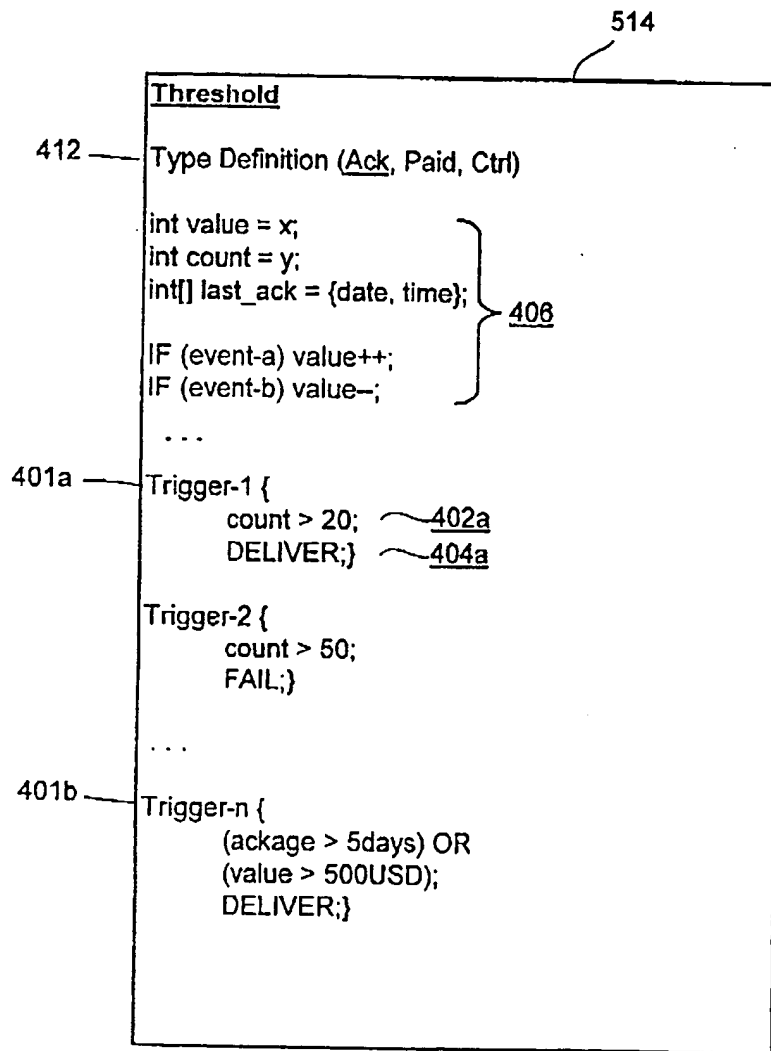 514
Threshold
412 Type Definition (Ack, Paid, Ctrl)
int value = x;
int count = y;
int[] last_ack = {date, time};
406
IF (event-a) value++;
IF (event-b) value–;
...
401a Trigger-1 {
count > 20; 402a
DELIVER;} 404a
Trigger-2 {
count > 50;
FAIL;}
...
401b Trigger-n {
(ackage > 5days) OR
(value > 500USD);
DELIVER;}